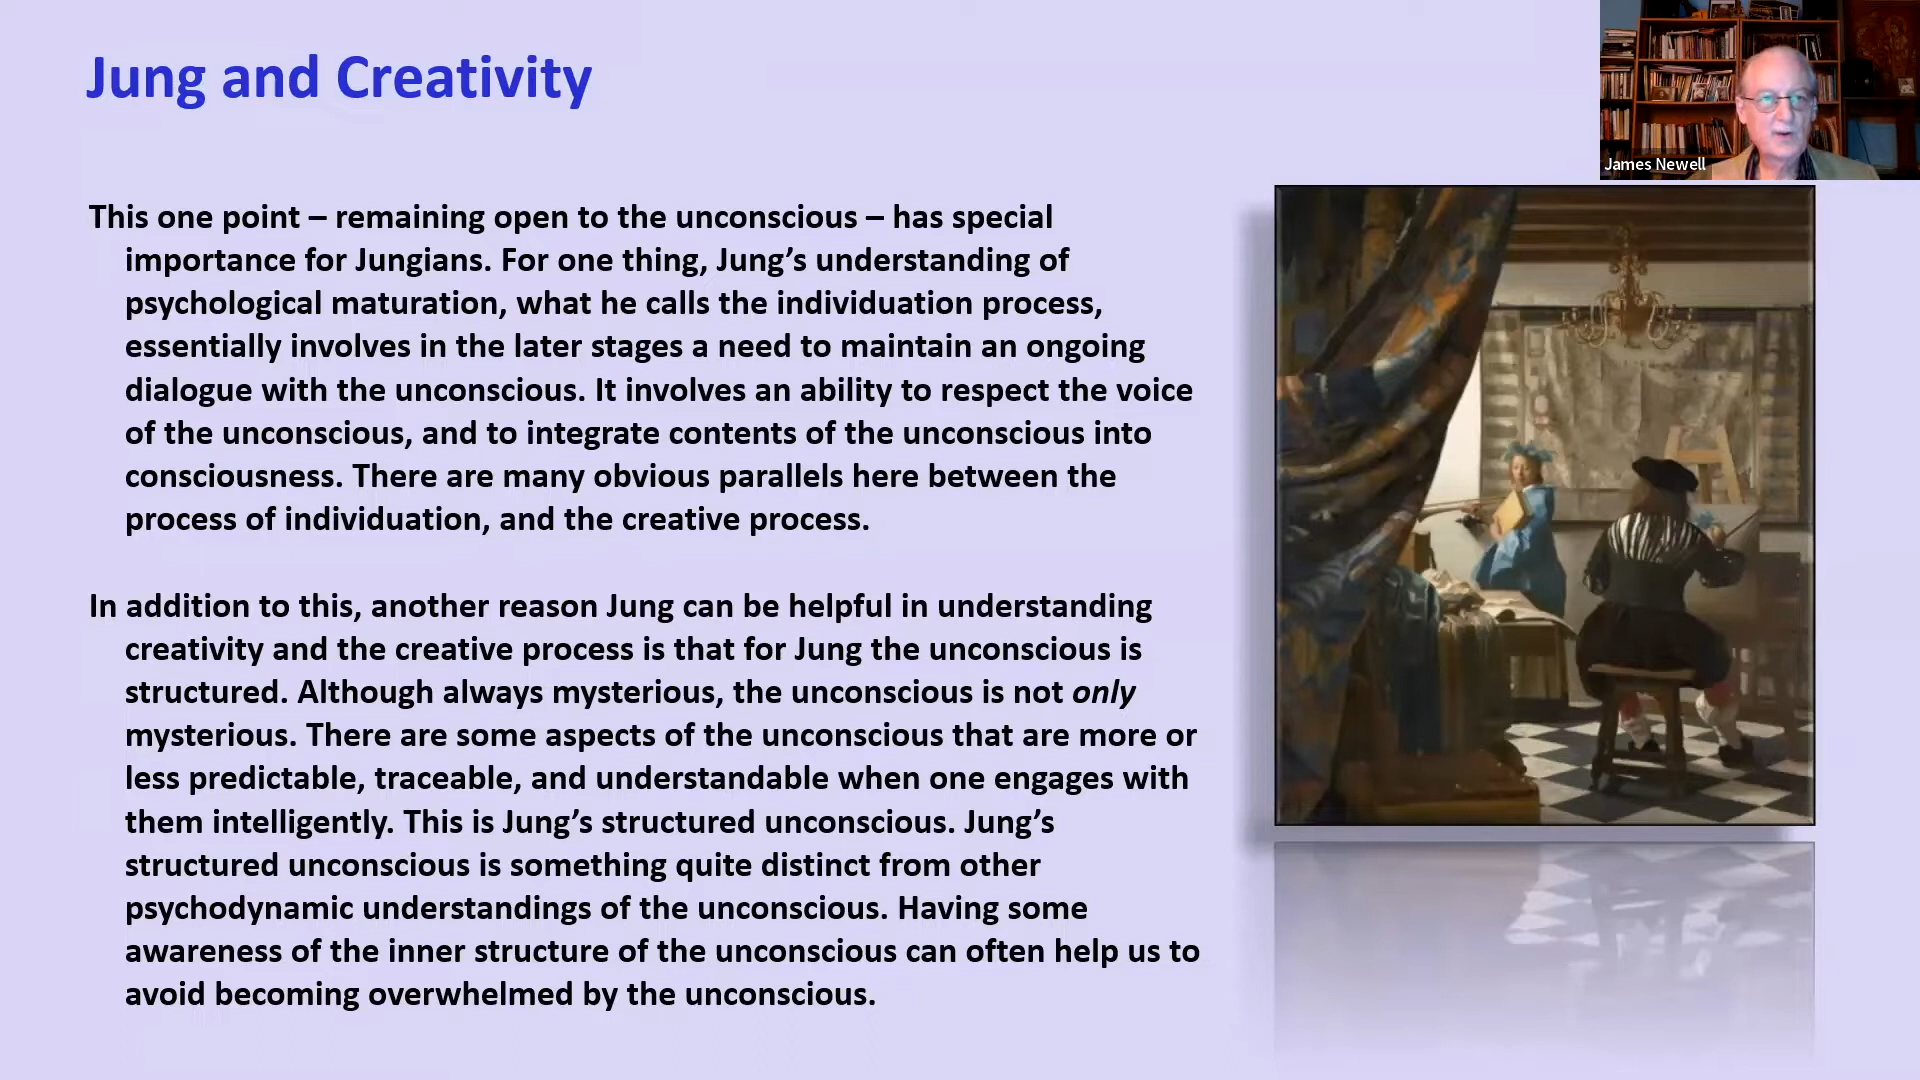 Jung and Creativity
James Newell
This one point – remaining open to the unconscious – has special
importance for Jungians. For one thing, Jung’s understanding of
psychological maturation, what he calls the individuation process,
essentially involves in the later stages a need to maintain an ongoing
dialogue with the unconscious. It involves an ability to respect the voice
of the unconscious, and to integrate contents of the unconscious into
consciousness. There are many obvious parallels here between the
process of individuation, and the creative process.
In addition to this, another reason Jung can be helpful in understanding
creativity and the creative process is that for Jung the unconscious is
structured. Although always mysterious, the unconscious is not only
mysterious. There are some aspects of the unconscious that are more or
less predictable, traceable, and understandable when one engages with
them intelligently. This is Jung’s structured unconscious. Jung’s
structured unconscious is something quite distinct from other
psychodynamic understandings of the unconscious. Having some
awareness of the inner structure of the unconscious can often help us to
avoid becoming overwhelmed by the unconscious.